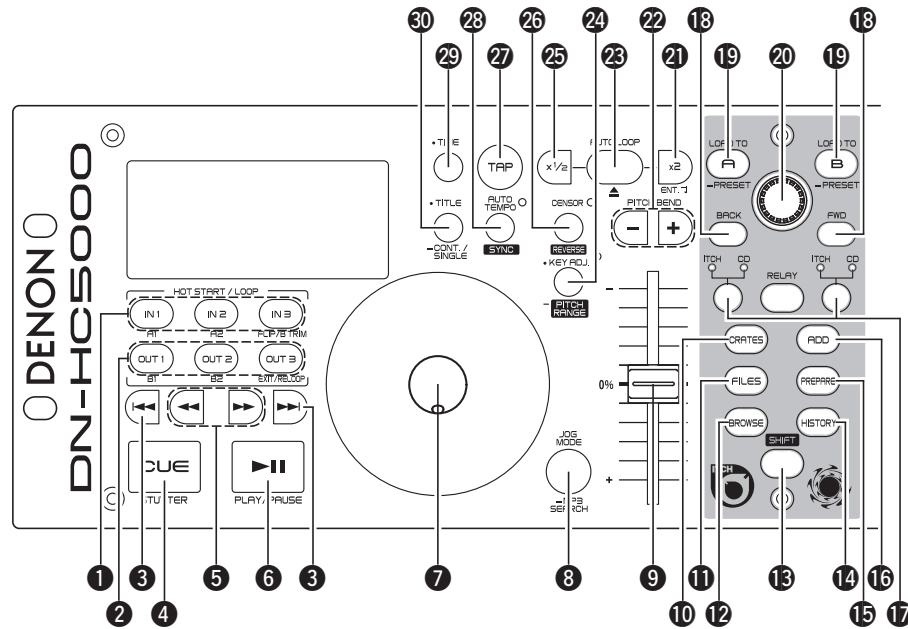 30 29 28 27 26 25 24 23 22 21 18 19 20 19 18
DENON
DN-HC5000
• TIME
TAP
x1/2
AUTO LOOP
x2
ENT.
• TITLE
AUTO TEMPO
CENSOR
PITCH BEND
- +
–CONT. / SINGLE
SYNC
REVERSE
• KEY ADJ.
– PITCH RANGE
LOAD TO
A
–PRESET
LOAD TO
B
–PRESET
BACK
FWD
ITCH CD
RELAY
ITCH CD
HOT START / LOOP
IN 1 IN 2 IN 3
A1 A2 FLIP/B TRIM
OUT 1 OUT 2 OUT 3
B1 B2 EXIT/RELOOP
CUE
STUTTER
PLAY/PAUSE
JOG MODE
–MP3 SEARCH
–
0%
+
CRATES ADD
FILES PREPARE
BROWSE HISTORY
SHIFT
ITCH
1 2 3 4 5 6 3 7 8 9 10 11 12 13 14 15 16 17